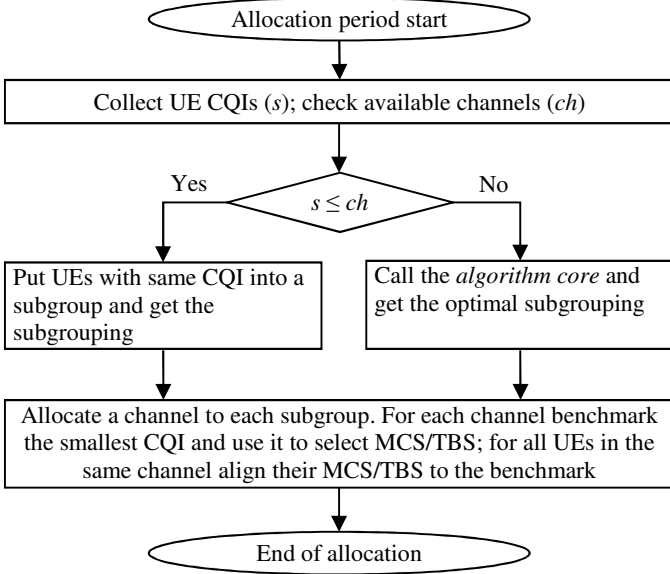 Allocation period start
Collect UE CQIs (s); check available channels (ch)
Yes
No
s ≤ ch
Put UEs with same CQI into a
subgroup and get the
subgrouping
Call the algorithm core and
get the optimal subgrouping
Allocate a channel to each subgroup. For each channel benchmark
the smallest CQI and use it to select MCS/TBS; for all UEs in the
same channel align their MCS/TBS to the benchmark
End of allocation